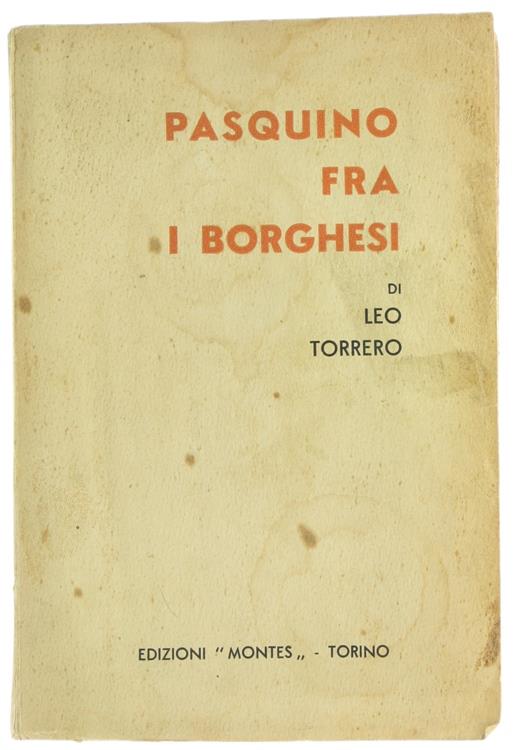 PASQUINO
FRA
I BORGHESI
DI
LEO
TORRERO
EDIZIONI "MONTES„ - TORINO